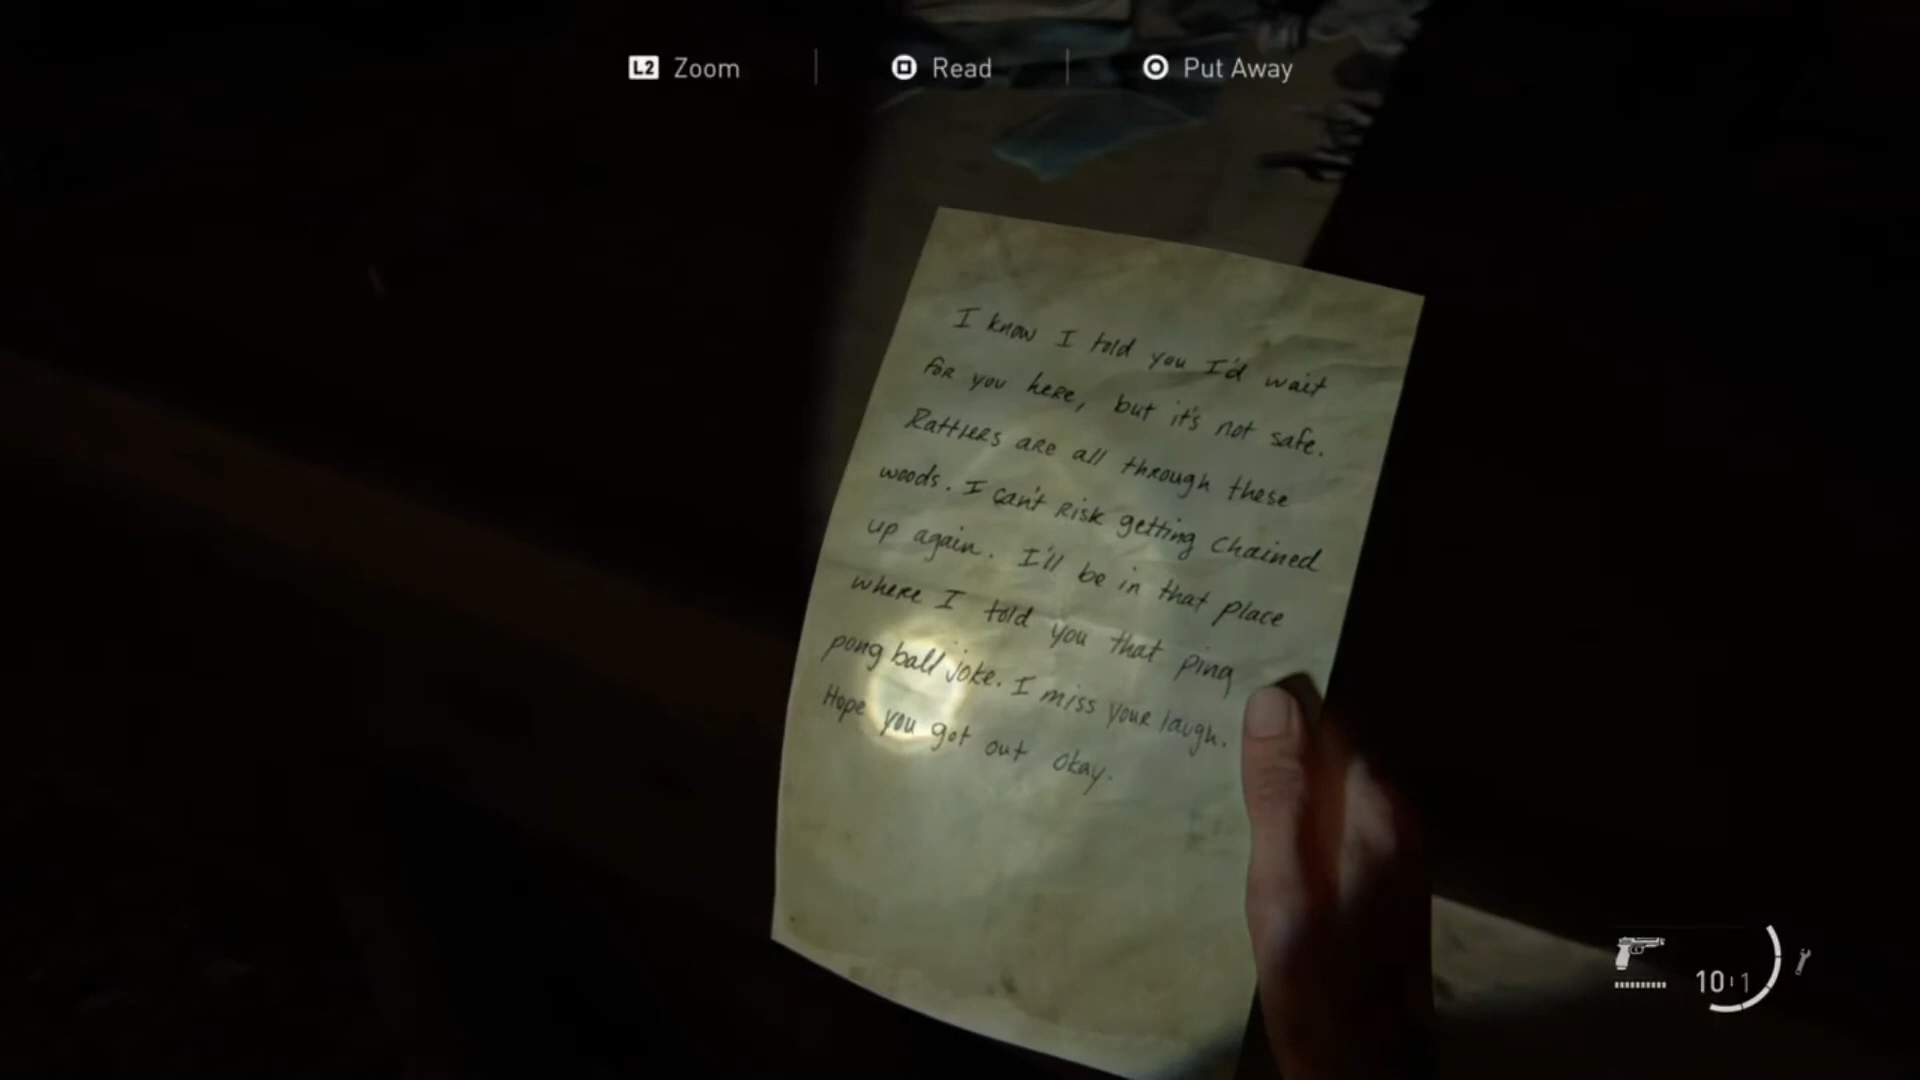 L2 Zoom | Read | Put Away
I know I told you I'd wait
for you here, but it's not safe.
Rattlers are all through these
woods. I can't risk getting chained
up again. I'll be in that place
where I told you that ping
pong ball joke. I miss your laugh.
Hope you got out okay.
10 1